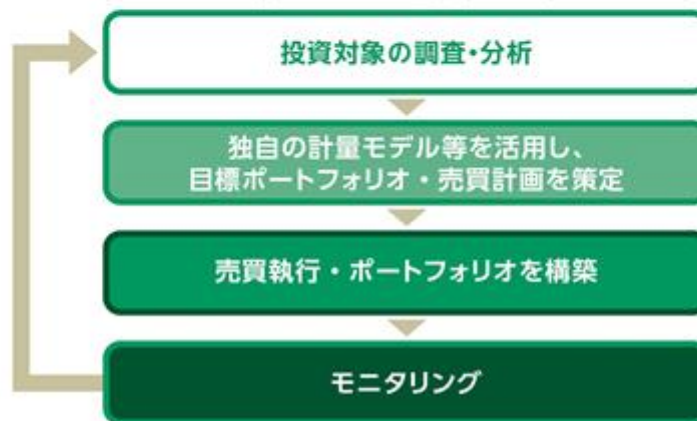 投資対象の調査・分析
独自の計量モデル等を活用し、
目標ポートフォリオ・売買計画を策定
売買執行・ポートフォリオを構築
モニタリング